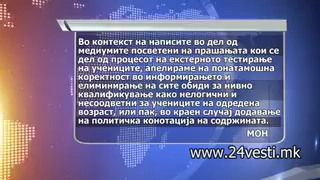 Во контекст на написите во дел од
медиумите посветени на прашањата кои се
дел од процесот на екстерното тестирање
на учениците, апелираме на понатамошна
коректност во информирањето и
елиминирање на сите обиди за нивно
квалификување како нелогични и
несоодветни за учениците на одредена
возраст, или пак, во краен случај додавање
на политичка конотација на содржината.
МОН
www.24vesti.mk